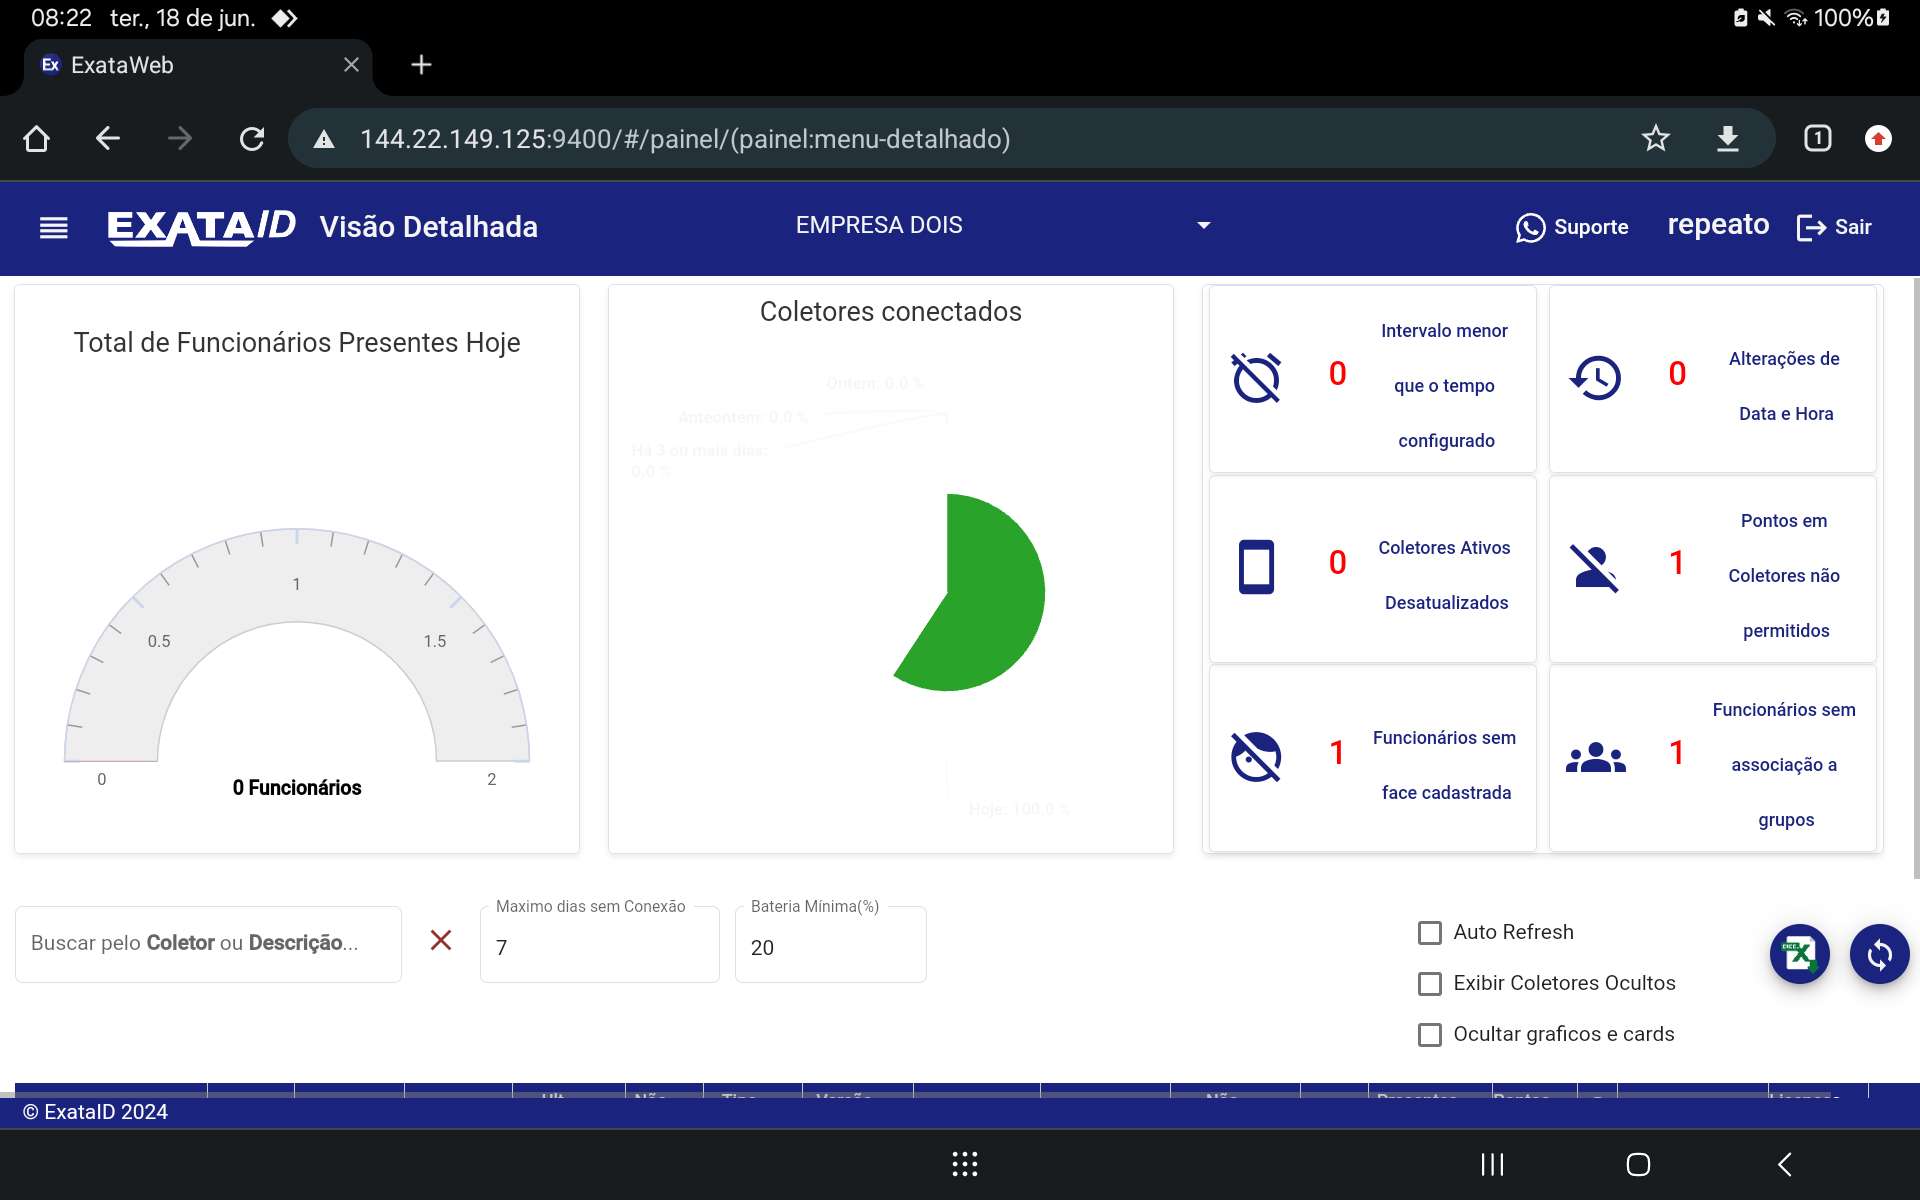 08:22 ter., 18 de jun.
100%
Ex ExataWeb
144.22.149.125:9400/#/painel/(painel:menu-detalhado)
1
EXATAID Visão Detalhada
EMPRESA DOIS
Suporte
repeato
Sair
Total de Funcionários Presentes Hoje
0
0.5
1
1.5
2
0 Funcionários
Coletores conectados
Ontem: 0.0 %
Anteontem: 0.0 %
Há 3 ou mais dias:
0.0 %
Hoje: 100.0 %
0
Intervalo menor
que o tempo
configurado
0
Alterações de
Data e Hora
0
Coletores Ativos
Desatualizados
1
Pontos em
Coletores não
permitidos
1
Funcionários sem
face cadastrada
1
Funcionários sem
associação a
grupos
Buscar pelo Coletor ou Descrição...
Maximo dias sem Conexão
7
Bateria Mínima(%)
20
Auto Refresh
Exibir Coletores Ocultos
Ocultar graficos e cards
© ExataID 2024